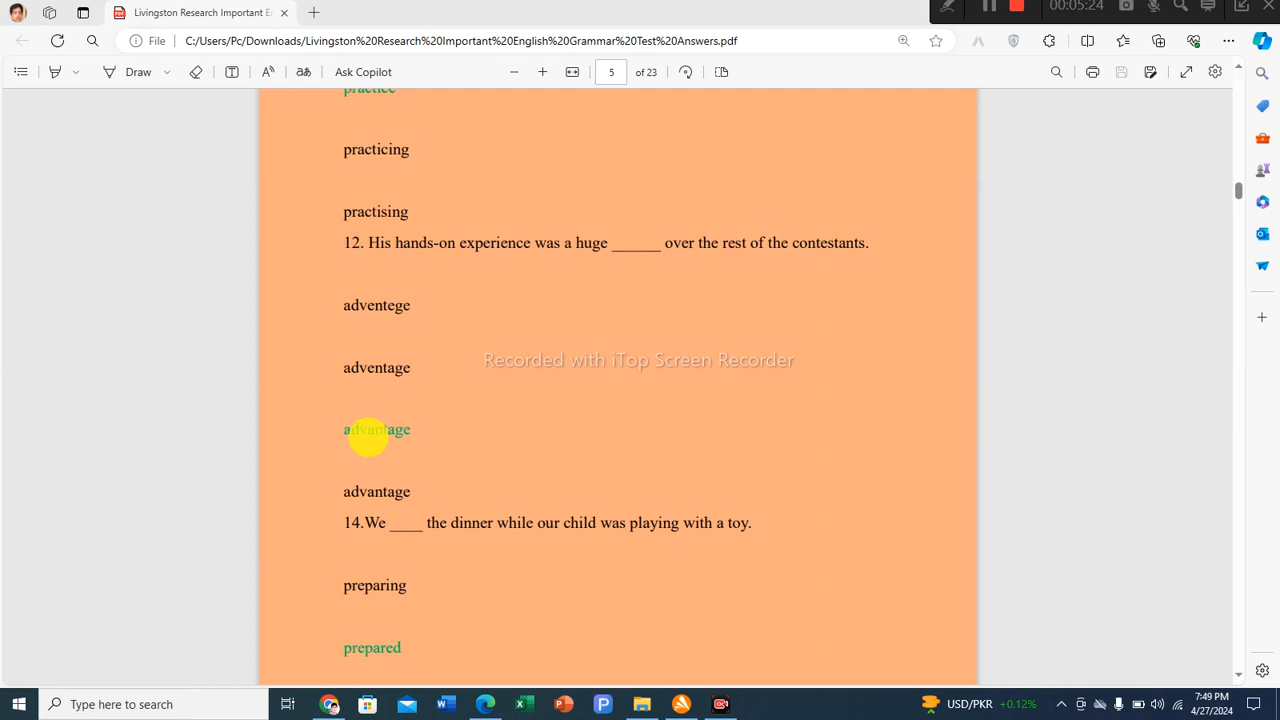 Livingston Research Important En
00:05:24
File
C:/Users/Pc/Downloads/Livingston%20Research%20Important%20English%20Grammar%20Test%20Answers.pdf
Draw
Ask Copilot
5
of 23
practice
practicing
practising
12. His hands-on experience was a huge ______ over the rest of the contestants.
adventege
adventage
Recorded with iTop Screen Recorder
advantage
advantage
14.We ____ the dinner while our child was playing with a toy.
preparing
prepared
Type here to search
USD/PKR +0.12%
7:49 PM
4/27/2024